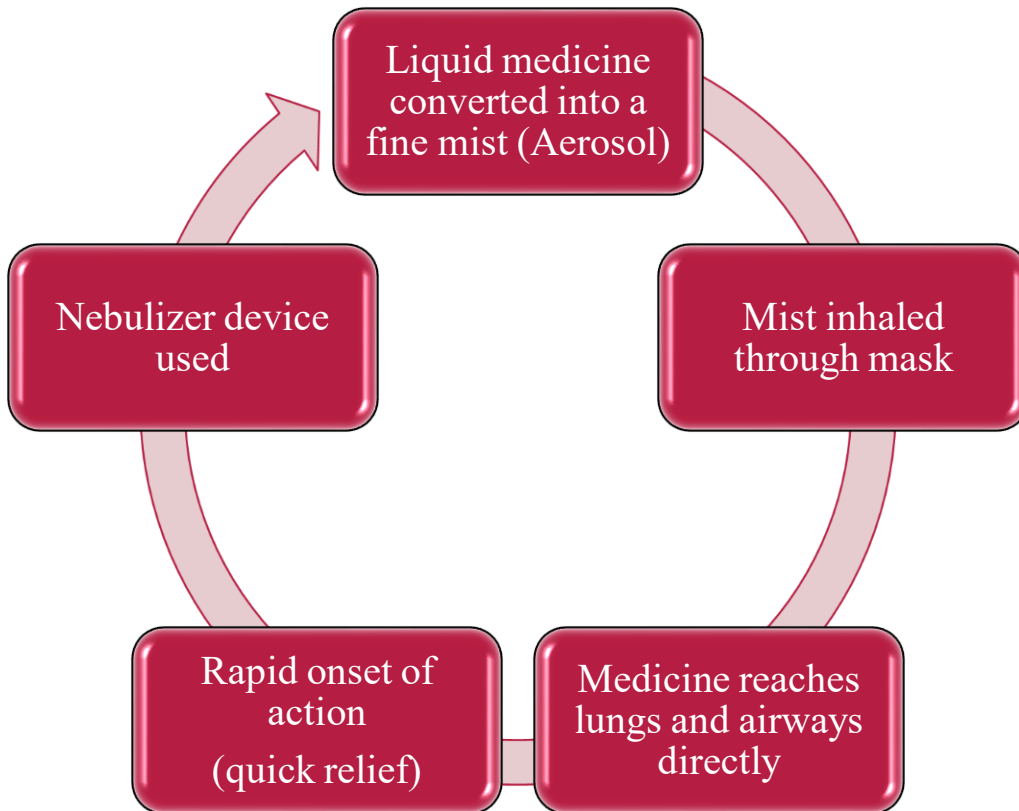 Liquid medicine
converted into a
fine mist (Aerosol)
Mist inhaled
through mask
Medicine reaches
lungs and airways
directly
Rapid onset of
action
(quick relief)
Nebulizer device
used